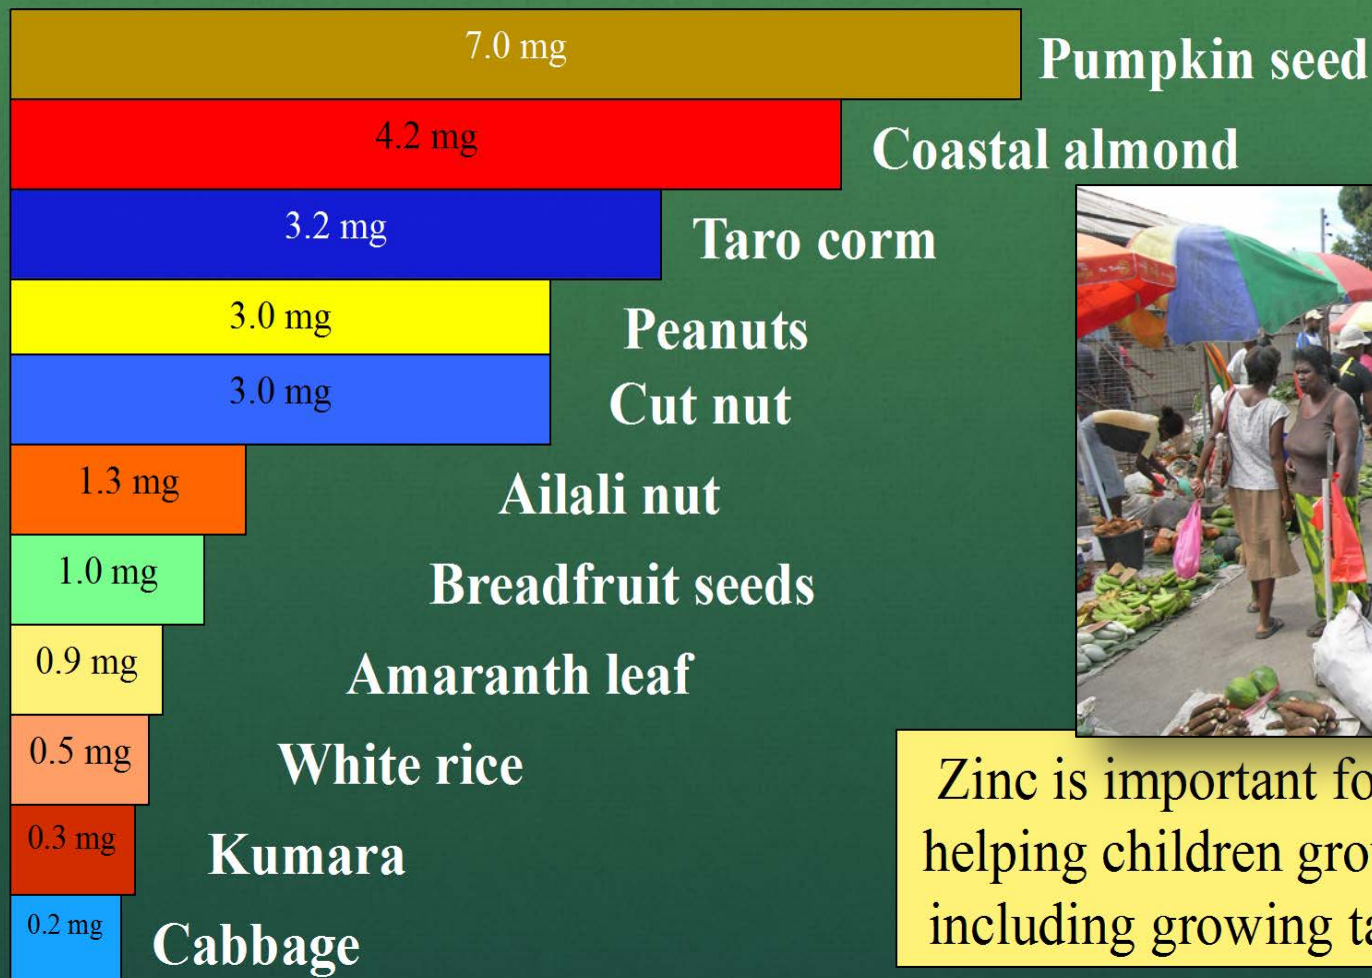 7.0 mg Pumpkin seed
4.2 mg Coastal almond
3.2 mg Taro corm
3.0 mg Peanuts
3.0 mg Cut nut
1.3 mg Ailali nut
1.0 mg Breadfruit seeds
0.9 mg Amaranth leaf
0.5 mg White rice
0.3 mg Kumara
0.2 mg Cabbage
Zinc is important fo
helping children gro
including growing ta